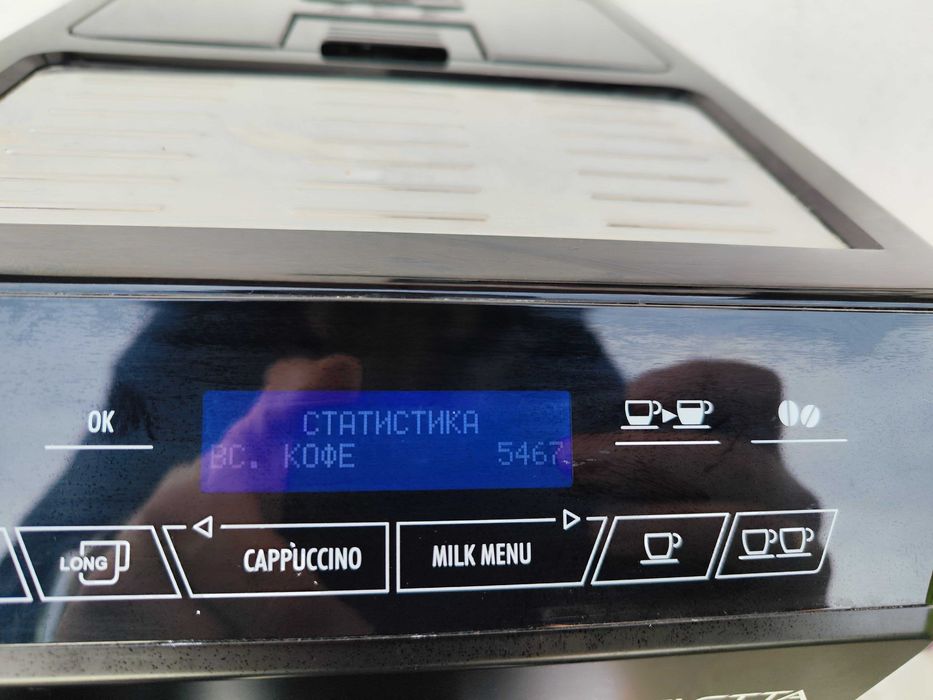 OK
СТАТИСТИКА
ВС. КОФЕ 5467
LONG
CAPPUCCINO
MILK MENU